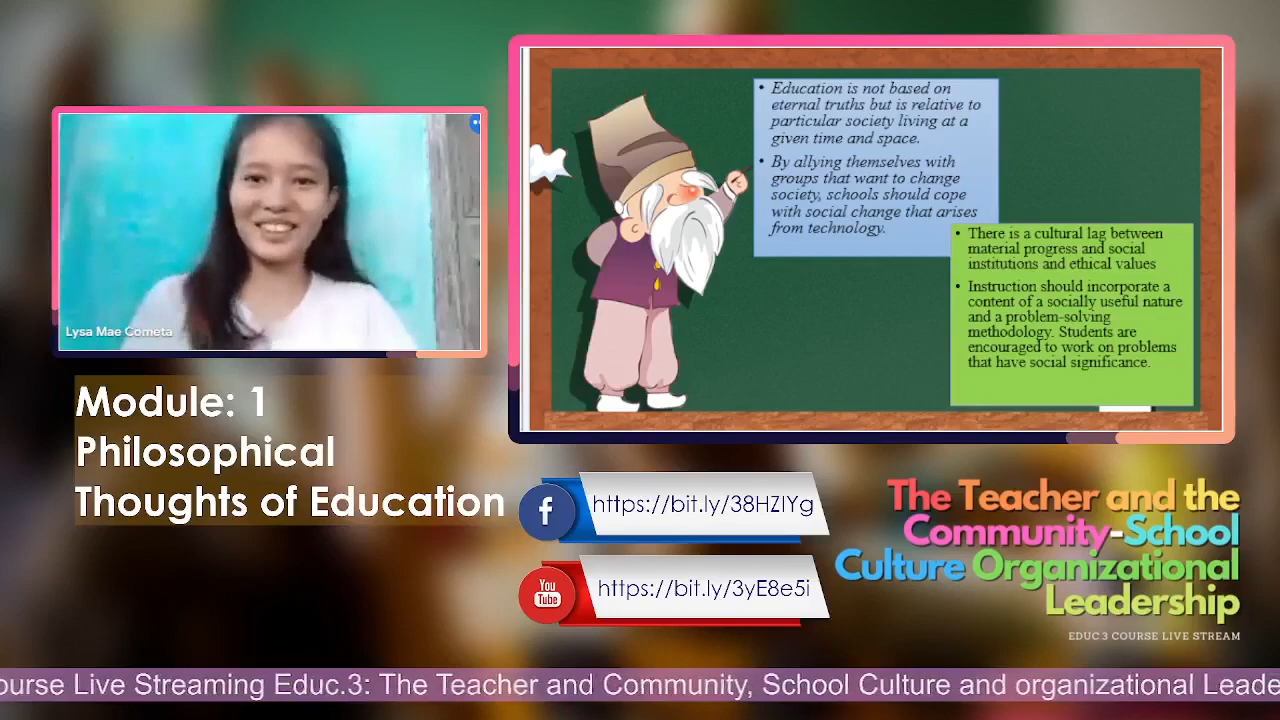 • Education is not based on
eternal truths but is relative to
particular society living at a
given time and space.
• By allying themselves with
groups that want to change
society, schools should cope
with social change that arises
from technology.
• There is a cultural lag between
material progress and social
institutions and ethical values
• Instruction should incorporate a
content of a socially useful nature
and a problem-solving
methodology. Students are
encouraged to work on problems
that have social significance.
Lysa Mae Cometa
Module: 1
Philosophical
Thoughts of Education
f
https://bit.ly/38HZIYg
You
Tube
https://bit.ly/3yE8e5i
The Teacher and the
Community-School
Culture Organizational
Leadership
EDUC 3 COURSE LIVE STREAM
ourse Live Streaming Educ.3: The Teacher and Community, School Culture and organizational Leade